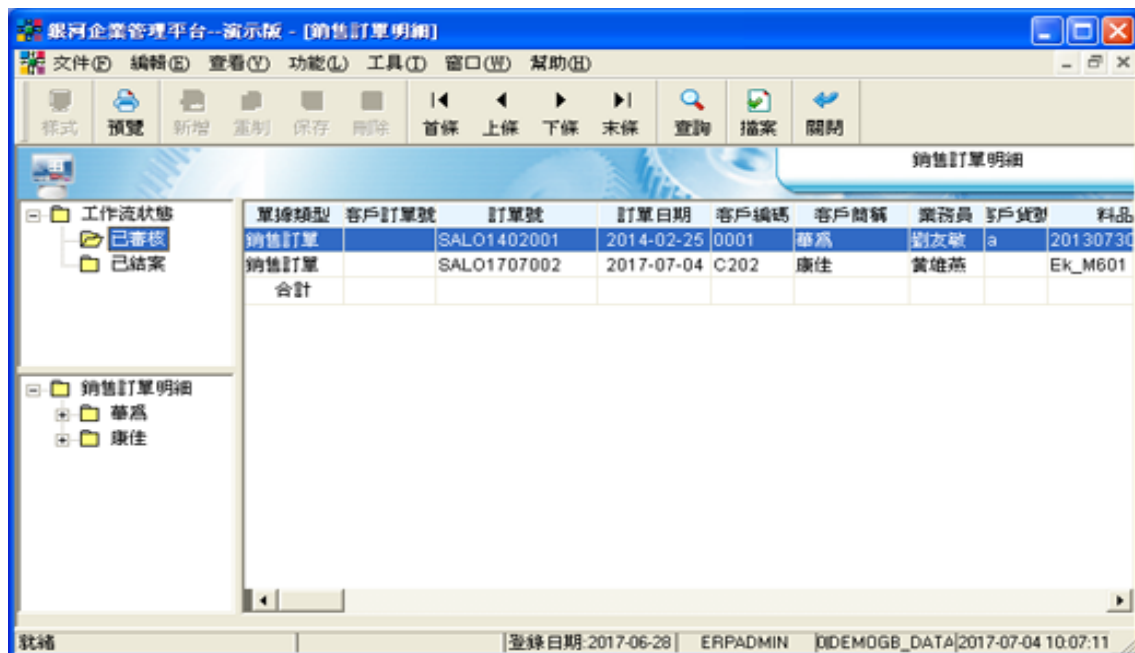 銀河企業管理平台--演示版 - [銷售訂單明細]
文件(F) 編輯(E) 查看(V) 功能(L) 工具(T) 窗口(W) 幫助(H)
樣式 預覽 新增 重制 保存 刪除 首條 上條 下條 末條 查詢 檔案 關閉
銷售訂單明細
工作流狀態
已審核
已結案
銷售訂單明細
華爲
康佳
單據類型 客戶訂單號 訂單號 訂單日期 客戶編碼 客戶簡稱 業務員 客戶貨號 料品
銷售訂單 SALO1402001 2014-02-25 0001 華爲 劉友敏 a 20130730
銷售訂單 SALO1707002 2017-07-04 C202 康佳 黃雄燕 Ek_M601
合計
就緒 登錄日期:2017-06-28 ERPADMIN DEMOGB_DATA 2017-07-04 10:07:11